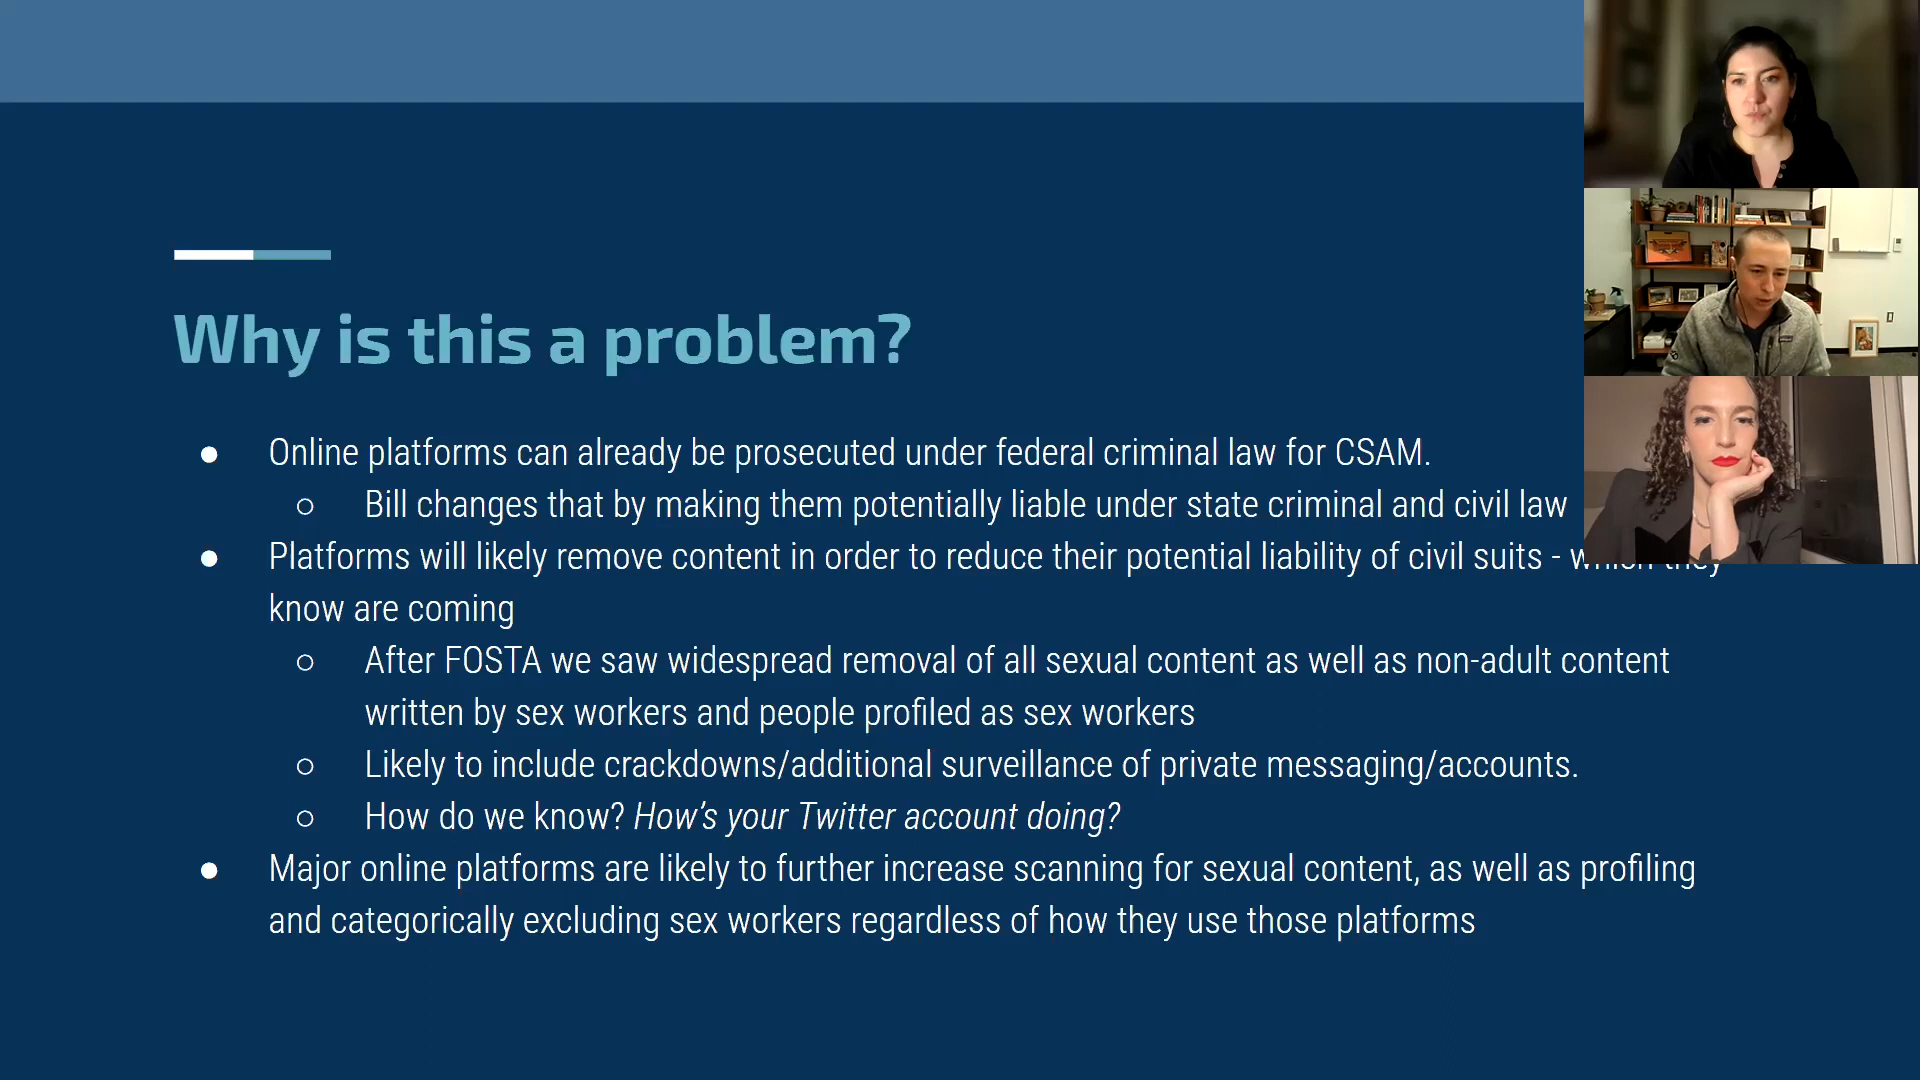 Why is this a problem?
● Online platforms can already be prosecuted under federal criminal law for CSAM.
○ Bill changes that by making them potentially liable under state criminal and civil law
● Platforms will likely remove content in order to reduce their potential liability of civil suits - which they
know are coming
○ After FOSTA we saw widespread removal of all sexual content as well as non-adult content
written by sex workers and people profiled as sex workers
○ Likely to include crackdowns/additional surveillance of private messaging/accounts.
○ How do we know? How’s your Twitter account doing?
● Major online platforms are likely to further increase scanning for sexual content, as well as profiling
and categorically excluding sex workers regardless of how they use those platforms